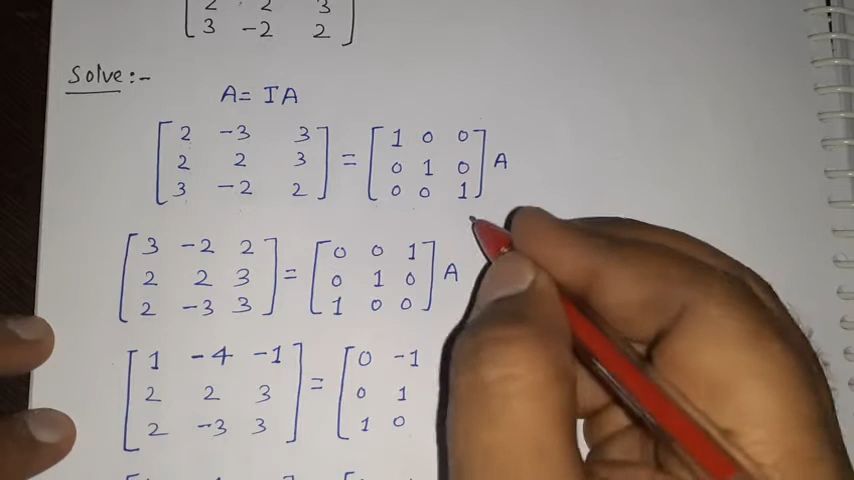 2 2 3
3 -2 2
Solve :-
A = IA
[2 -3 3] = [1 0 0]
[2 2 3] [0 1 0] A
[3 -2 2] [0 0 1]
[3 -2 2] = [0 0 1]
[2 2 3] [0 1 0] A
[2 -3 3] [1 0 0]
[1 -4 -1] = [0 -1
[2 2 3] [0 1
[2 -3 3] [1 0